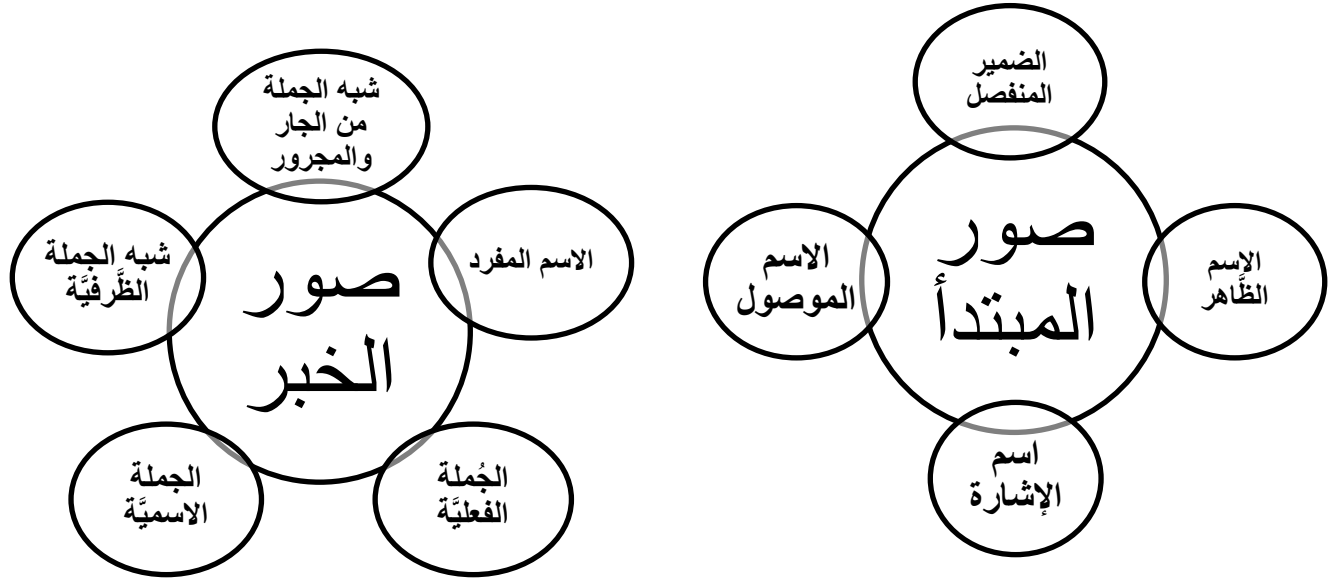 صور
المبتدأ
الضمير
المنفصل
الاسم
الظَّاهر
اسم
الإشارة
الاسم
الموصول
صور
الخبر
شبه الجملة
من الجار
والمجرور
الاسم المفرد
الجُملة
الفعليَّة
الجملة
الاسميَّة
شبه الجملة
الظَّرفيَّة